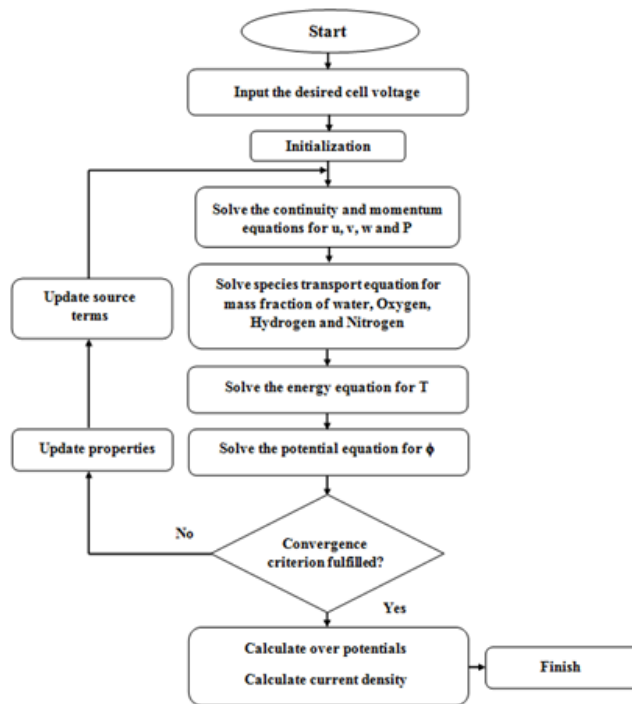 Start
Input the desired cell voltage
Initialization
Solve the continuity and momentum
equations for u, v, w and P
Solve species transport equation for
mass fraction of water, Oxygen,
Hydrogen and Nitrogen
Update source
terms
Solve the energy equation for T
Update properties
Solve the potential equation for ϕ
No
Convergence
criterion fulfilled?
Yes
Calculate over potentials
Calculate current density
Finish